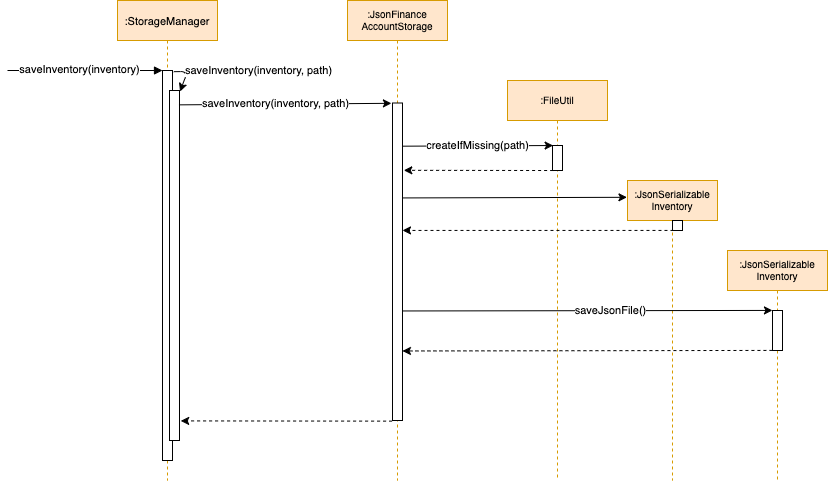 :StorageManager
:JsonFinance
AccountStorage
saveInventory(inventory)
saveInventory(inventory, path)
saveInventory(inventory, path)
:FileUtil
createIfMissing(path)
:JsonSerializable
Inventory
:JsonSerializable
Inventory
saveJsonFile()